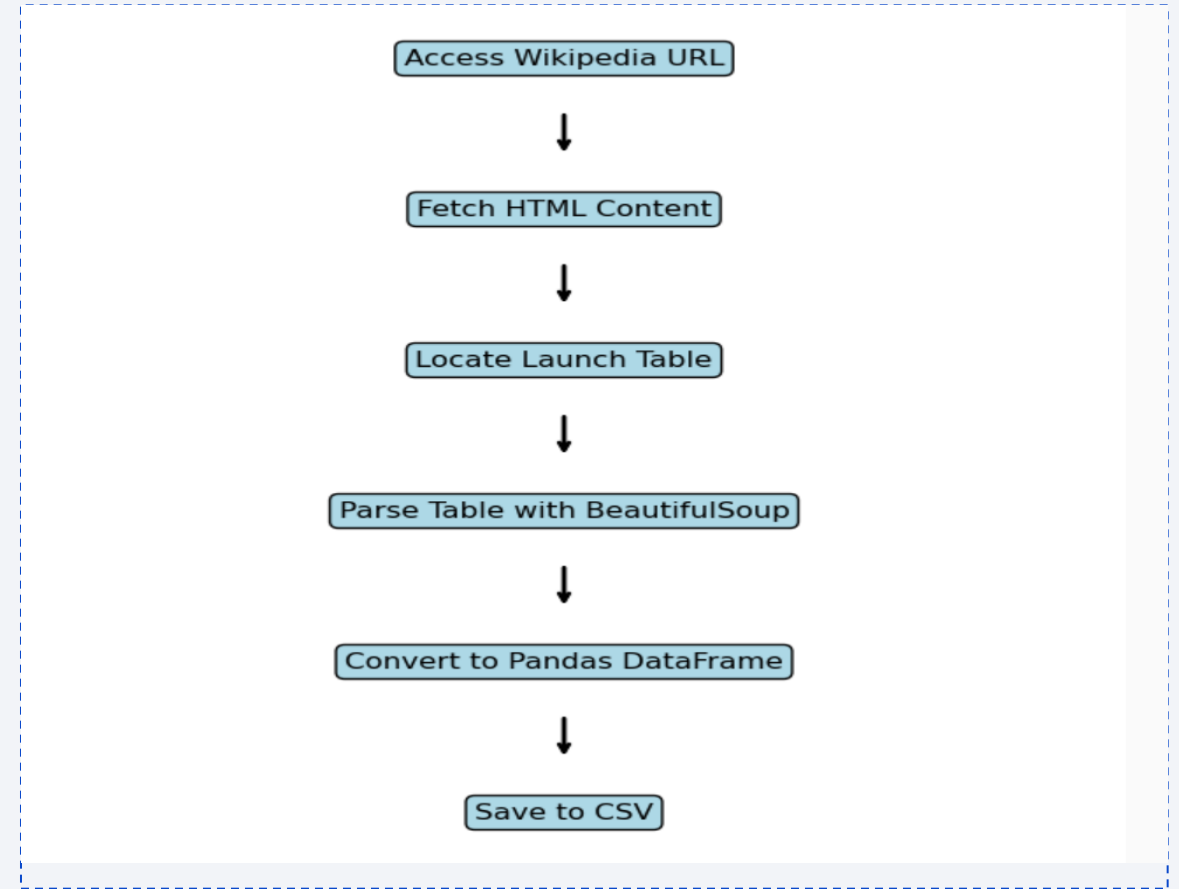 Access Wikipedia URL
Fetch HTML Content
Locate Launch Table
Parse Table with BeautifulSoup
Convert to Pandas DataFrame
Save to CSV